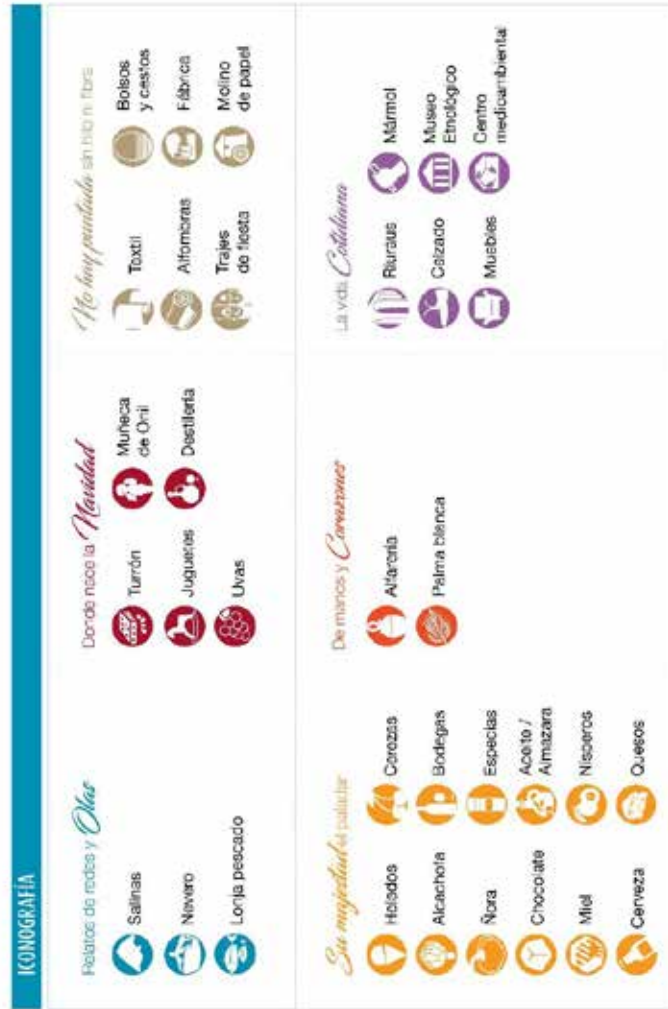 ICONOGRAFÍA
Relatos de redes y Olas
Salinas
Nevero
Lonja pescado
Donde nace la Navidad
Turrón
Muñeca
de Onil
Juguetes
Destilería
Uvas
No hay puntada sin hilo ni fibra
Textil
Bolsos
y cestos
Alfombras
Fábrica
Trajes
de fiesta
Molino
de papel
Su majestad el paladar
Helados
Cerezas
Alcachofa
Bodegas
Ñora
Especias
Chocolate
Aceite /
Almazara
Miel
Nísperos
Cerveza
Quesos
De manos y Corazones
Alfarería
Palma blanca
La vida Cotidiana
Riuraus
Mármol
Calzado
Museo
Etnológico
Muebles
Centro
medioambiental